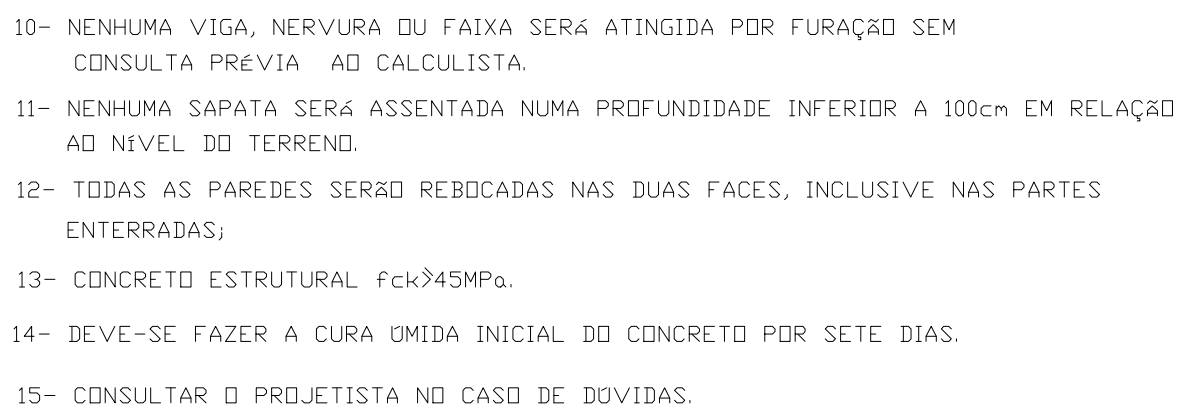 10- NENHUMA VIGA, NERVURA OU FAIXA SERá ATINGIDA POR FURAÇãO SEM
CONSULTA PRÉVIA AO CALCULISTA.
11- NENHUMA SAPATA SERá ASSENTADA NUMA PROFUNDIDADE INFERIOR A 100cm EM RELAÇãO
AO NíVEL DO TERRENO.
12- TODAS AS PAREDES SERãO REBOCADAS NAS DUAS FACES, INCLUSIVE NAS PARTES
ENTERRADAS;
13- CONCRETO ESTRUTURAL fck⩾45MPa.
14- DEVE-SE FAZER A CURA ÚMIDA INICIAL DO CONCRETO POR SETE DIAS.
15- CONSULTAR O PROJETISTA NO CASO DE DÚVIDAS.